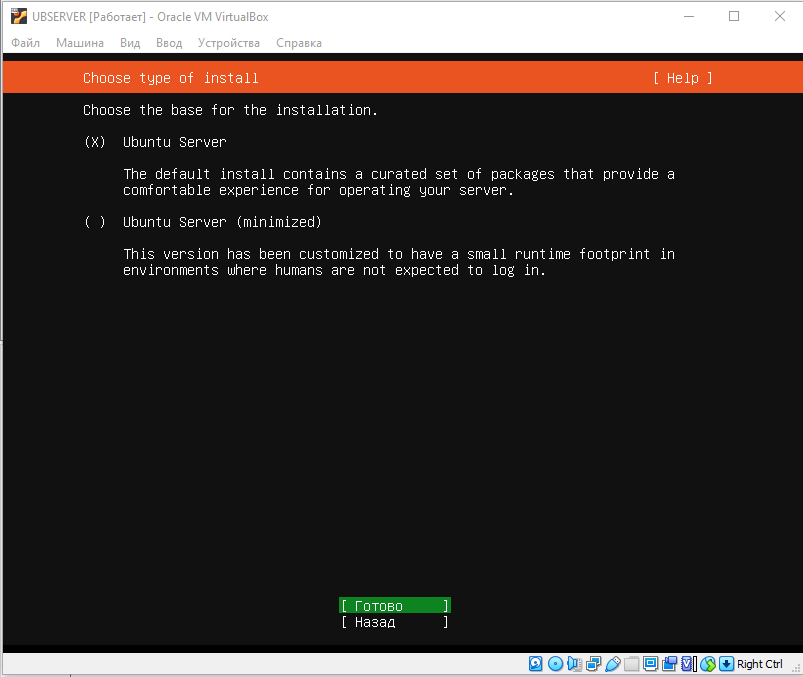 UBSERVER [Работает] - Oracle VM VirtualBox
Файл Машина Вид Ввод Устройства Справка
Choose type of install [ Help ]
Choose the base for the installation.
(X) Ubuntu Server
The default install contains a curated set of packages that provide a
comfortable experience for operating your server.
( ) Ubuntu Server (minimized)
This version has been customized to have a small runtime footprint in
environments where humans are not expected to log in.
[ Готово ]
[ Назад ]
Right Ctrl